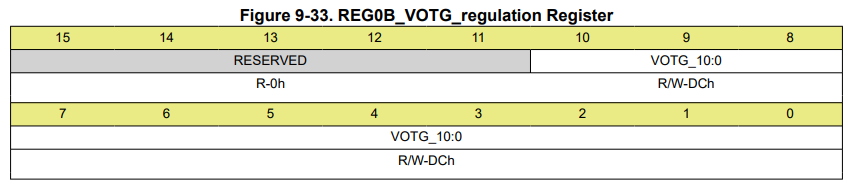 Figure 9-33. REG0B_VOTG_regulation Register
15 14 13 12 11 10 9 8
RESERVED VOTG_10:0
R-0h R/W-DCh
7 6 5 4 3 2 1 0
VOTG_10:0
R/W-DCh